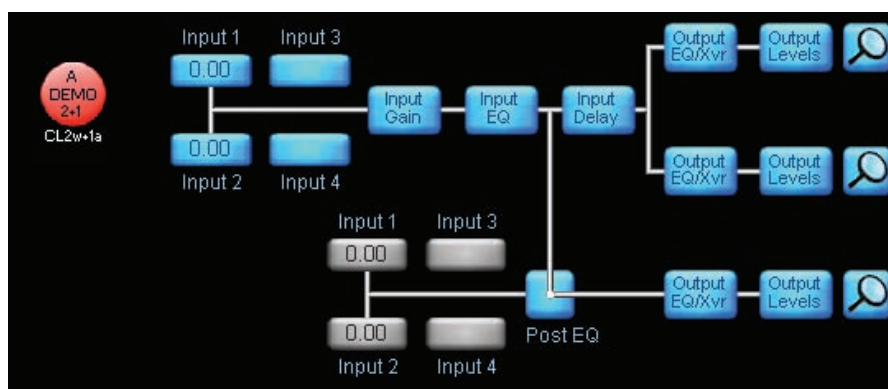 Input 1
Input 3
0.00
A
DEMO
2+1
CL2w+1a
Input
Gain
Input
EQ
Input
Delay
Output
EQ/Xvr
Output
Levels
0.00
Input 2
Input 4
Output
EQ/Xvr
Output
Levels
Input 1
Input 3
0.00
Output
EQ/Xvr
Output
Levels
0.00
Post EQ
Input 2
Input 4